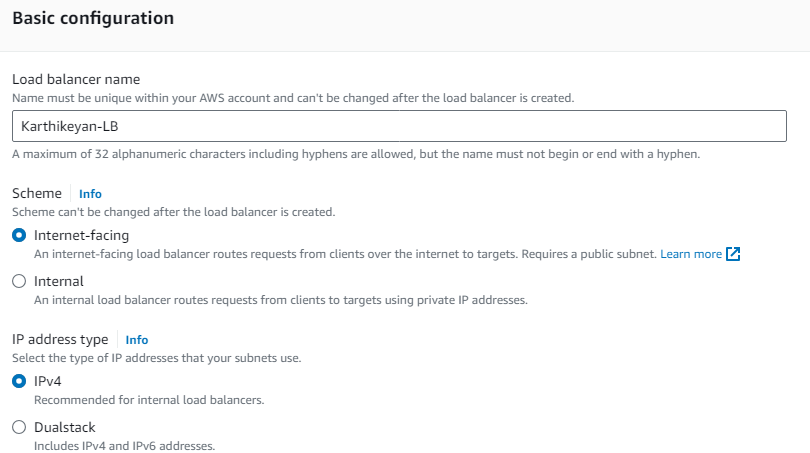 Basic configuration
Load balancer name
Name must be unique within your AWS account and can't be changed after the load balancer is created.
Karthikeyan-LB
A maximum of 32 alphanumeric characters including hyphens are allowed, but the name must not begin or end with a hyphen.
Scheme Info
Scheme can't be changed after the load balancer is created.
Internet-facing
An internet-facing load balancer routes requests from clients over the internet to targets. Requires a public subnet. Learn more
Internal
An internal load balancer routes requests from clients to targets using private IP addresses.
IP address type Info
Select the type of IP addresses that your subnets use.
IPv4
Recommended for internal load balancers.
Dualstack
Includes IPv4 and IPv6 addresses.